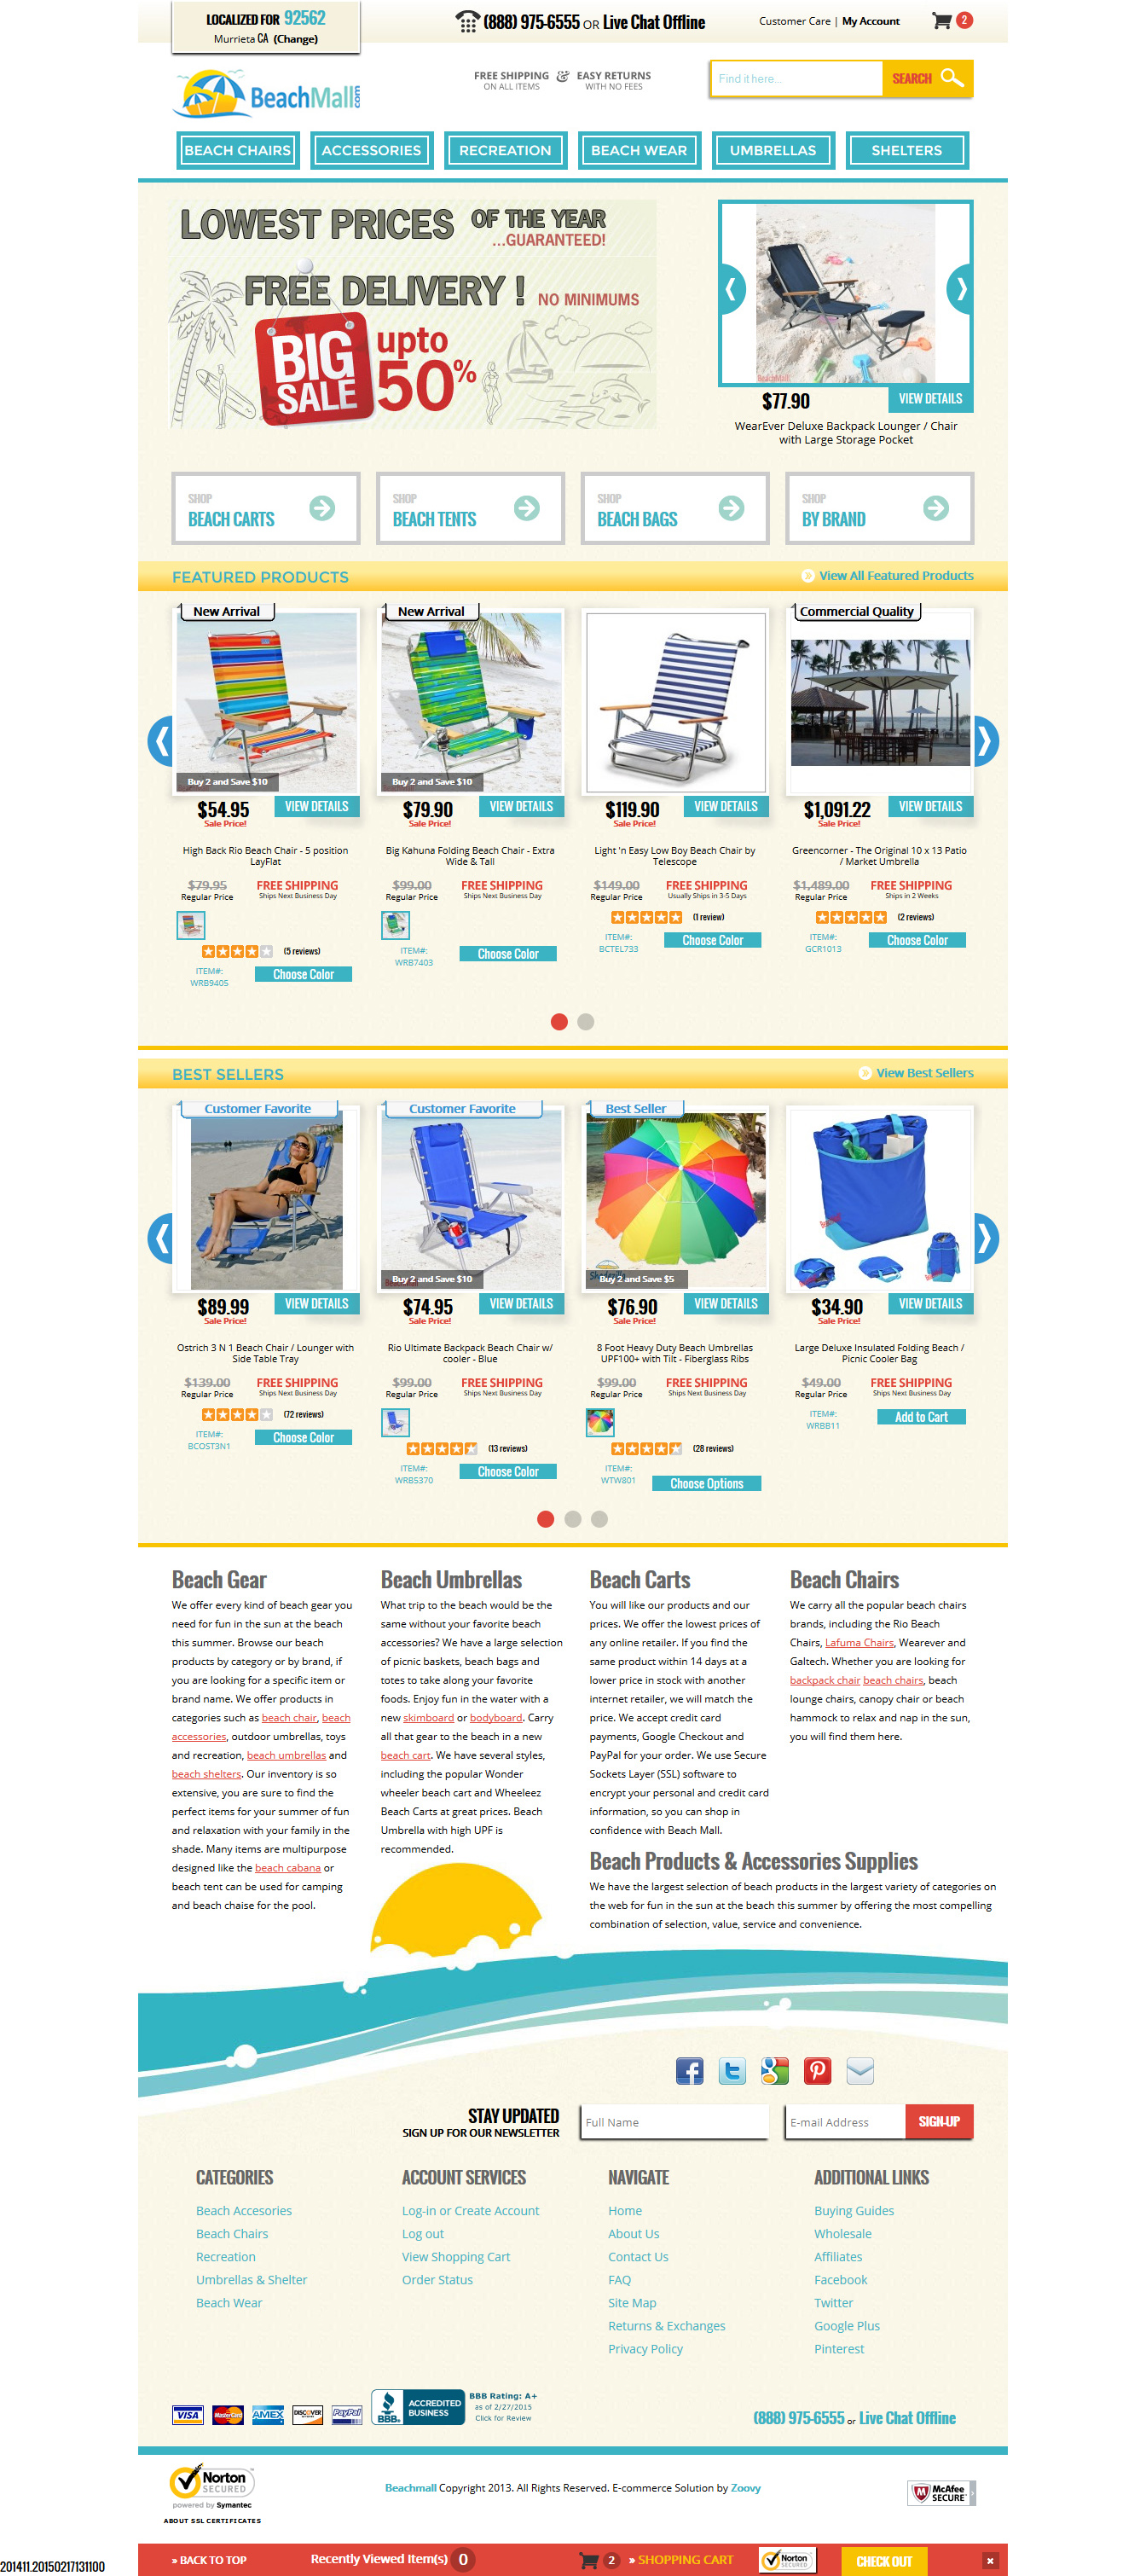 LOCALIZED FOR 92562
Murrieta CA (Change)
(888) 975-6555 OR Live Chat Offline
Customer Care | My Account
2
BeachMall.com
FREE SHIPPING & EASY RETURNS
ON ALL ITEMS WITH NO FEES
Find it here...
SEARCH
BEACH CHAIRS ACCESSORIES RECREATION BEACH WEAR UMBRELLAS SHELTERS
LOWEST PRICES OF THE YEAR
...GUARANTEED!
FREE DELIVERY ! NO MINIMUMS
BIG SALE upto 50%
BeachMall
$77.90 VIEW DETAILS
WearEver Deluxe Backpack Lounger / Chair
with Large Storage Pocket
SHOP SHOP SHOP SHOP
BEACH CARTS BEACH TENTS BEACH BAGS BY BRAND
FEATURED PRODUCTS » View All Featured Products
New Arrival
Buy 2 and Save $10
$54.95 VIEW DETAILS
Sale Price!
High Back Rio Beach Chair - 5 position
LayFlat
$79.95 FREE SHIPPING
Regular Price Ships Next Business Day
(5 reviews)
ITEM#:
WRB9405
Choose Color
New Arrival
Buy 2 and Save $10
$79.90 VIEW DETAILS
Sale Price!
Big Kahuna Folding Beach Chair - Extra
Wide & Tall
$99.00 FREE SHIPPING
Regular Price Ships Next Business Day
ITEM#:
WRB7403
Choose Color
$119.90 VIEW DETAILS
Sale Price!
Light 'n Easy Low Boy Beach Chair by
Telescope
$149.00 FREE SHIPPING
Regular Price Usually Ships in 3-5 Days
(1 review)
ITEM#:
BCTEL733
Choose Color
Commercial Quality
$1,091.22 VIEW DETAILS
Sale Price!
Greencorner - The Original 10 x 13 Patio
/ Market Umbrella
$1,489.00 FREE SHIPPING
Regular Price Ships in 2 Weeks
(2 reviews)
ITEM#:
GCR1013
Choose Color
BEST SELLERS » View Best Sellers
Customer Favorite
$89.99 VIEW DETAILS
Sale Price!
Ostrich 3 N 1 Beach Chair / Lounger with
Side Table Tray
$139.00 FREE SHIPPING
Regular Price Ships Next Business Day
(72 reviews)
ITEM#:
BCOST3N1
Choose Color
Customer Favorite
Buy 2 and Save $10
$74.95 VIEW DETAILS
Sale Price!
Rio Ultimate Backpack Beach Chair w/
cooler - Blue
$99.00 FREE SHIPPING
Regular Price Ships Next Business Day
(13 reviews)
ITEM#:
WRB5370
Choose Color
Best Seller
Buy 2 and Save $5
$76.90 VIEW DETAILS
Sale Price!
8 Foot Heavy Duty Beach Umbrellas
UPF100+ with Tilt - Fiberglass Ribs
$99.00 FREE SHIPPING
Regular Price Ships Next Business Day
(28 reviews)
ITEM#:
WTW801
Choose Options
$34.90 VIEW DETAILS
Sale Price!
Large Deluxe Insulated Folding Beach /
Picnic Cooler Bag
$49.00 FREE SHIPPING
Regular Price Ships Next Business Day
ITEM#:
WRBB11
Add to Cart
Beach Gear
We offer every kind of beach gear you
need for fun in the sun at the beach
this summer. Browse our beach
products by category or by brand, if
you are looking for a specific item or
brand name. We offer products in
categories such as beach chair, beach
accessories, outdoor umbrellas, toys
and recreation, beach umbrellas and
beach shelters. Our inventory is so
extensive, you are sure to find the
perfect items for your summer of fun
and relaxation with your family in the
shade. Many items are multipurpose
designed like the beach cabana or
beach tent can be used for camping
and beach chaise for the pool.
Beach Umbrellas
What trip to the beach would be the
same without your favorite beach
accessories? We have a large selection
of picnic baskets, beach bags and
totes to take along your favorite
foods. Enjoy fun in the water with a
new skimboard or bodyboard. Carry
all that gear to the beach in a new
beach cart. We have several styles,
including the popular Wonder
wheeler beach cart and Wheeleez
Beach Carts at great prices. Beach
Umbrella with high UPF is
recommended.
Beach Carts
You will like our products and our
prices. We offer the lowest prices of
any online retailer. If you find the
same product within 14 days at a
lower price in stock with another
internet retailer, we will match the
price. We accept credit card
payments, Google Checkout and
PayPal for your order. We use Secure
Sockets Layer (SSL) software to
encrypt your personal and credit card
information, so you can shop in
confidence with Beach Mall.
Beach Chairs
We carry all the popular beach chairs
brands, including the Rio Beach
Chairs, Lafuma Chairs, Wearever and
Galtech. Whether you are looking for
backpack chair beach chairs, beach
lounge chairs, canopy chair or beach
hammock to relax and nap in the sun,
you will find them here.
Beach Products & Accessories Supplies
We have the largest selection of beach products in the largest variety of categories on
the web for fun in the sun at the beach this summer by offering the most compelling
combination of selection, value, service and convenience.
STAY UPDATED
SIGN UP FOR OUR NEWSLETTER
Full Name E-mail Address SIGN-UP
CATEGORIES
Beach Accesories
Beach Chairs
Recreation
Umbrellas & Shelter
Beach Wear
ACCOUNT SERVICES
Log-in or Create Account
Log out
View Shopping Cart
Order Status
NAVIGATE
Home
About Us
Contact Us
FAQ
Site Map
Returns & Exchanges
Privacy Policy
ADDITIONAL LINKS
Buying Guides
Wholesale
Affiliates
Facebook
Twitter
Google Plus
Pinterest
VISA MasterCard AMEX DISCOVER PayPal
BBB. ACCREDITED BUSINESS
BBB Rating: A+
as of 2/27/2015
Click for Review
(888) 975-6555 or Live Chat Offline
Norton
SECURED
powered by Symantec
ABOUT SSL CERTIFICATES
Beachmall Copyright 2013. All Rights Reserved. E-commerce Solution by Zoovy
McAfee
SECURE
201411.20150217131100
» BACK TO TOP Recently Viewed Item(s) 0 2 » SHOPPING CART Norton SECURED CHECK OUT ×